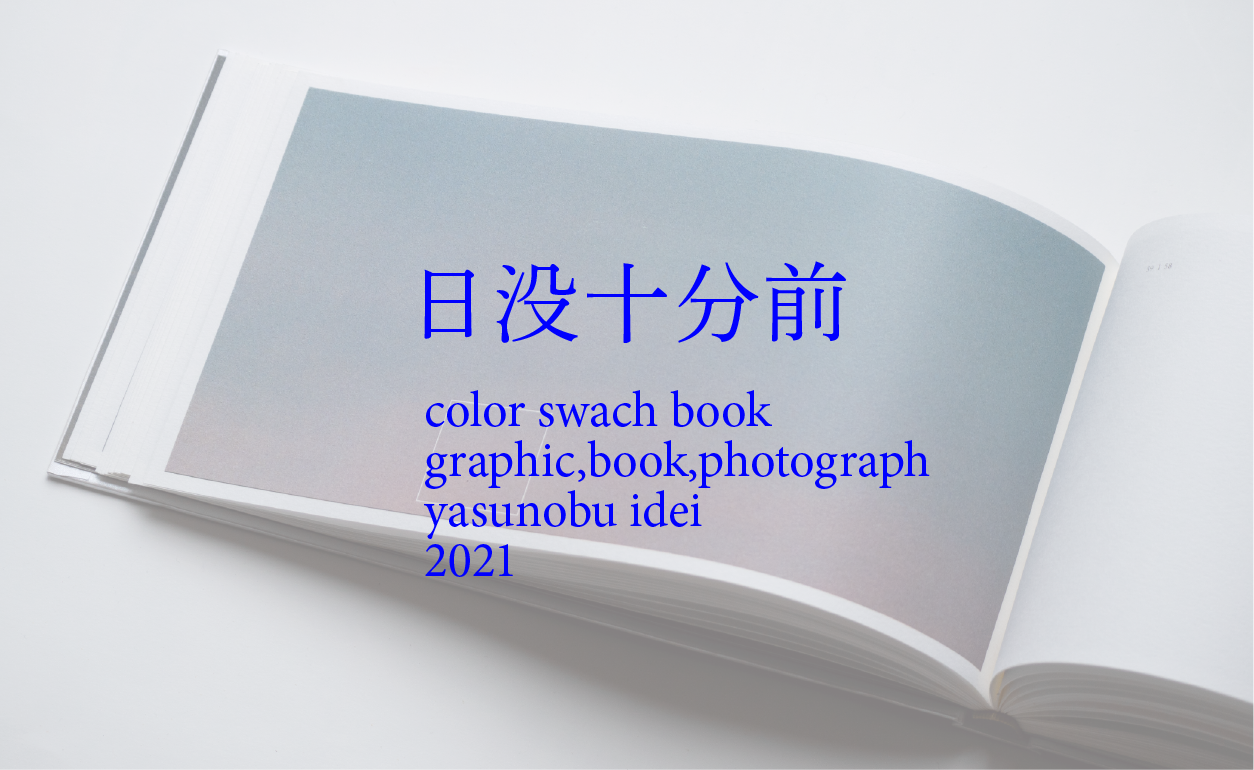 日没十分前
color swach book
graphic,book,photograph
yasunobu idei
2021